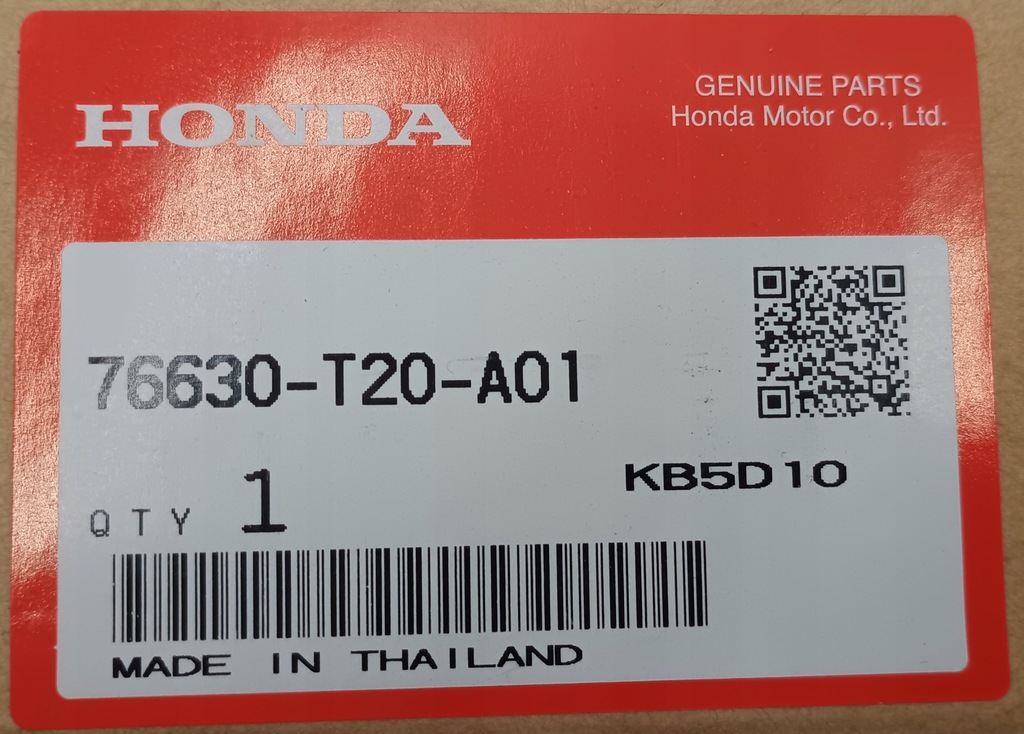 HONDA
GENUINE PARTS
Honda Motor Co., Ltd.
76630-T20-A01
KB5D10
QTY 1
MADE IN THAILAND